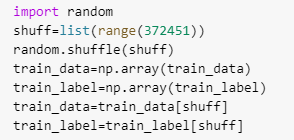 import random
shuff=list(range(372451))
random.shuffle(shuff)
train_data=np.array(train_data)
train_label=np.array(train_label)
train_data=train_data[shuff]
train_label=train_label[shuff]